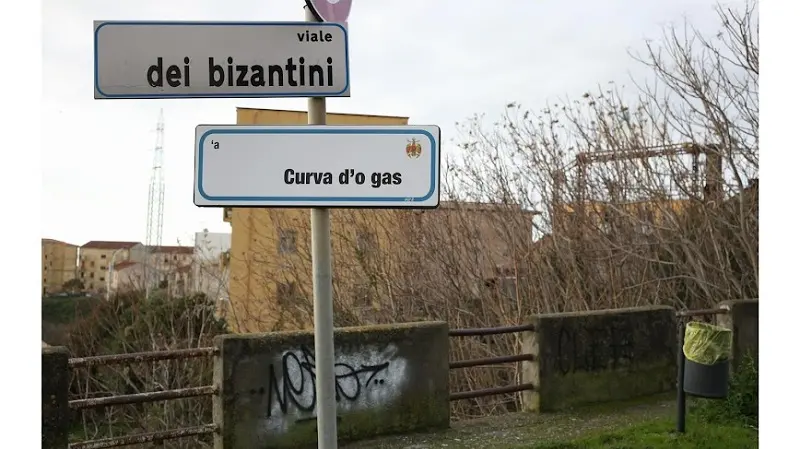 viale
dei bizantini
'a
Curva d'o gas